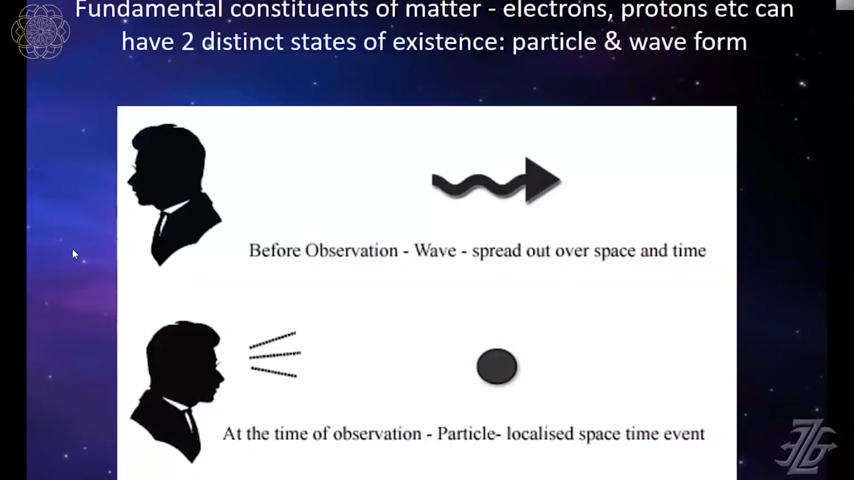 Fundamental constituents of matter - electrons, protons etc can
have 2 distinct states of existence: particle & wave form
Before Observation - Wave - spread out over space and time
At the time of observation - Particle- localised space time event